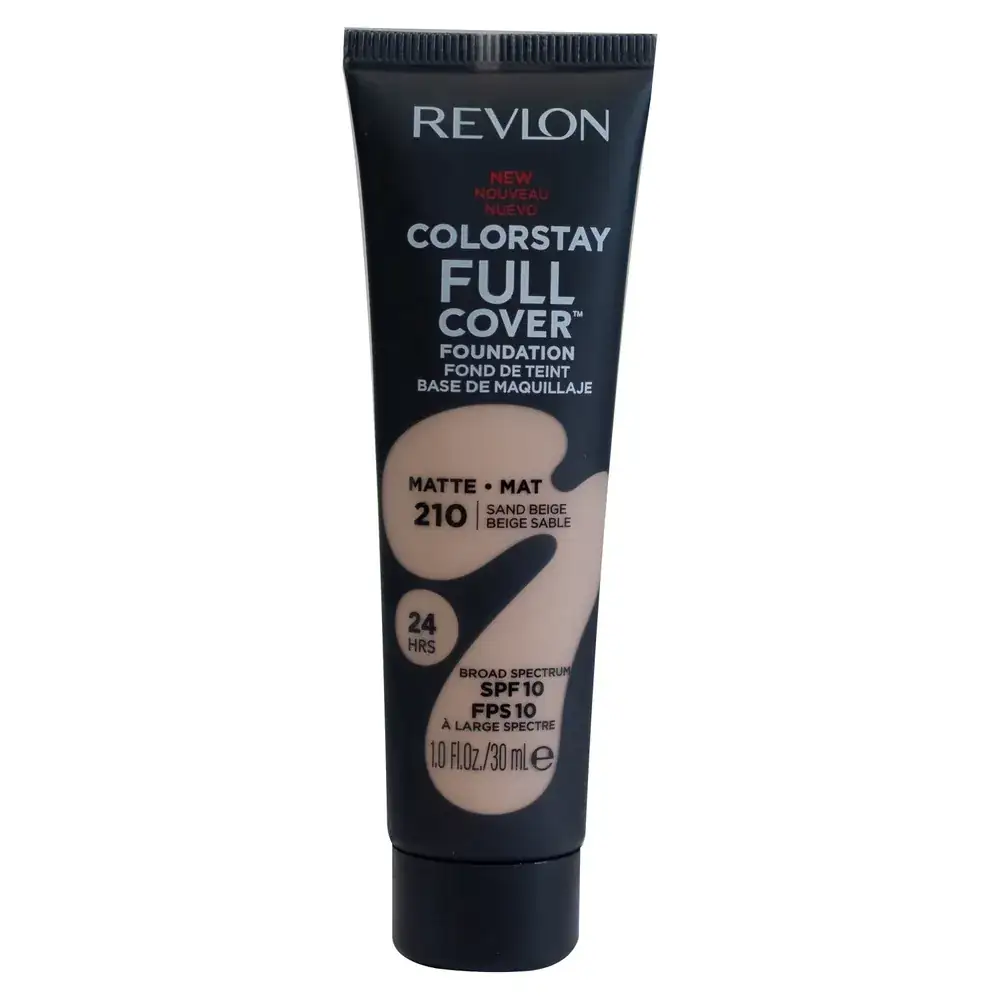 REVLON
NEW
NOUVEAU
NUEVO
COLORSTAY
FULL
COVER™
FOUNDATION
FOND DE TEINT
BASE DE MAQUILLAJE
MATTE • MAT
210 | SAND BEIGE
BEIGE SABLE
24
HRS
BROAD SPECTRUM
SPF 10
FPS 10
À LARGE SPECTRE
1.0 Fl.Oz./30 mL ℮